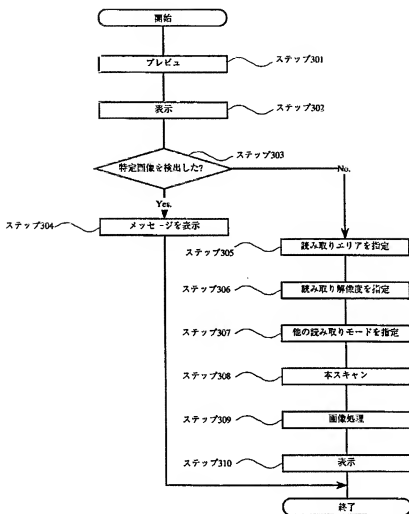 開始
プレビュ
ステップ301
表示
ステップ302
ステップ303
特定画像を検出した?
No.
Yes.
ステップ304
メッセージを表示
読み取りエリアを指定
ステップ305
ステップ306
読み取り解像度を指定
ステップ307
他の読み取りモードを指定
ステップ308
本スキャン
ステップ309
画像処理
ステップ310
表示
終了